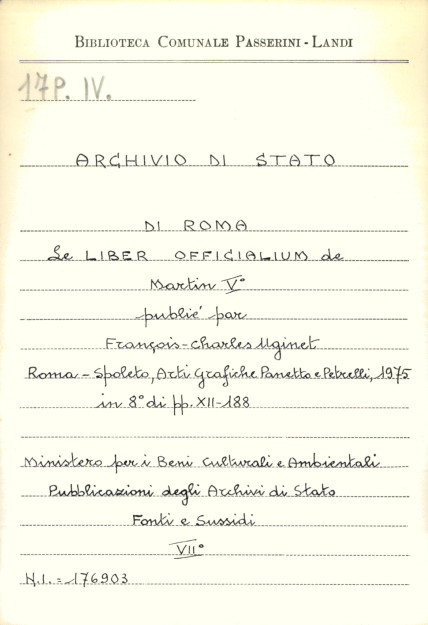 BIBLIOTECA COMUNALE PASSERINI - LANDI
17P. IV.
ARCHIVIO DI STATO
DI ROMA
Le LIBER OFFICIALIUM de
Martin V°
publié par
François-Charles Uginet
Roma - Spoleto, Arti Grafiche Panetto e Petrelli, 1975
in 8° di pp. XII-188
Ministero per i Beni Culturali e Ambientali
Pubblicazioni degli Archivi di Stato
Fonti e Sussidi
VII°
N.I. = 176903